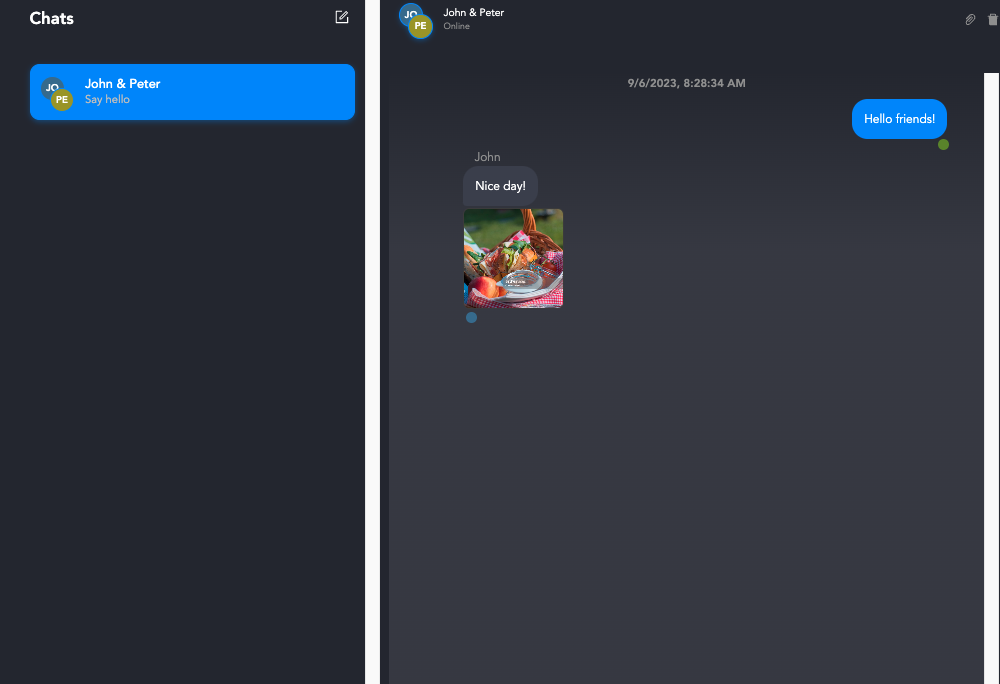 Chats
JO
PE
John & Peter
Say hello
JO
PE
John & Peter
Online
9/6/2023, 8:28:34 AM
Hello friends!
John
Nice day!